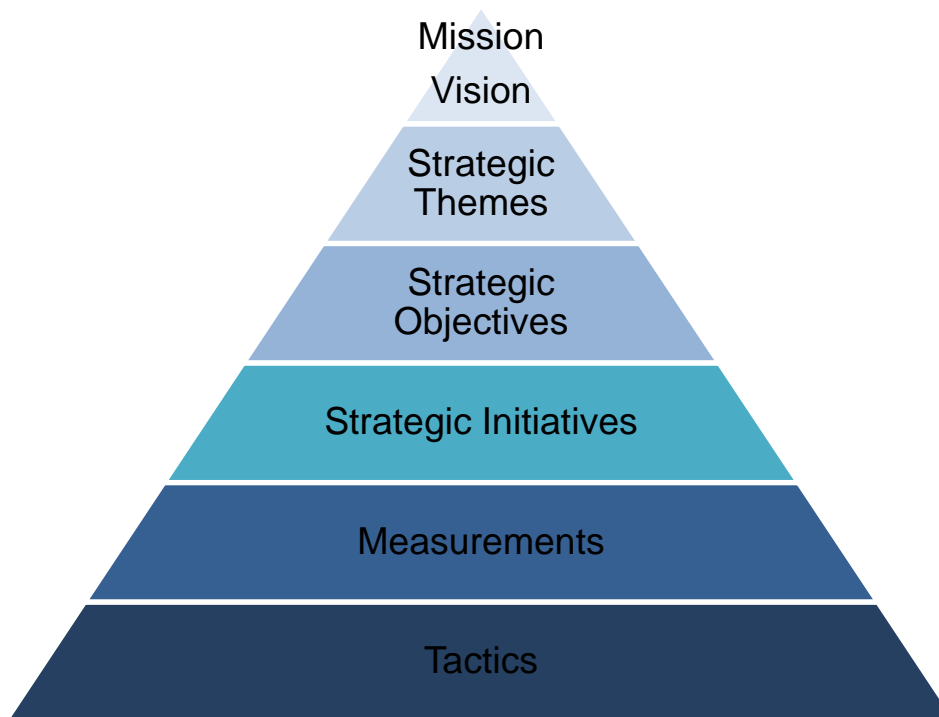 Mission
Vision
Strategic
Themes
Strategic
Objectives
Strategic Initiatives
Measurements
Tactics